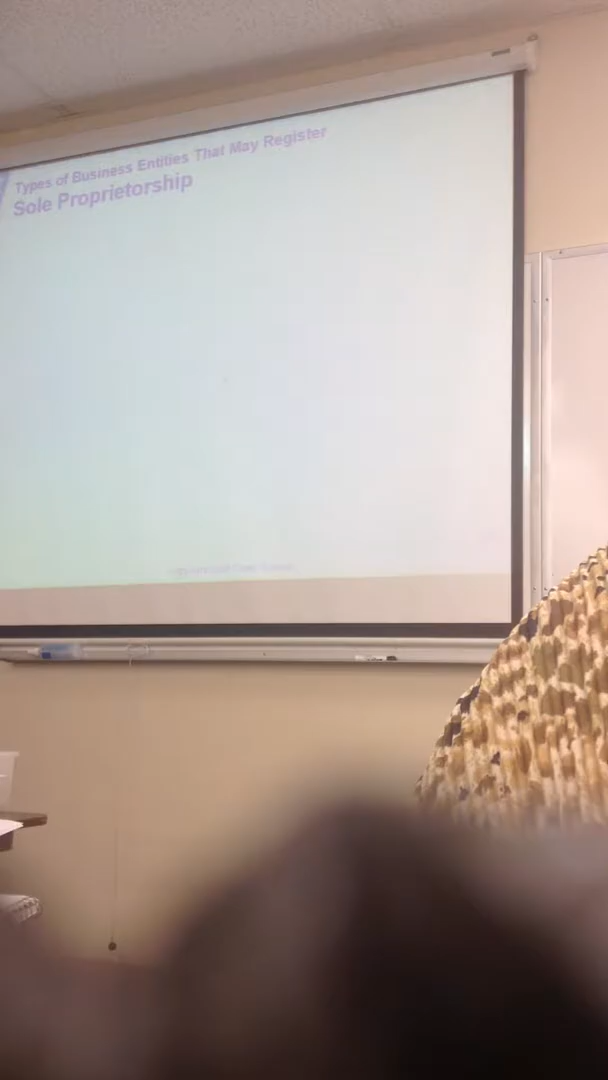 Types of Business Entities That May Register
Sole Proprietorship